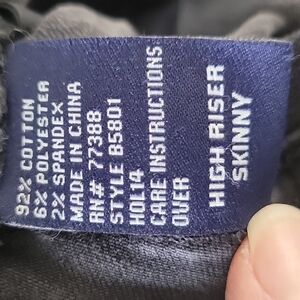 HIGH RISER
SKINNY
92% COTTON
6% POLYESTER
2% SPANDEX
MADE IN CHINA
RN# 77388
STYLE B5801
HOL14
CARE INSTRUCTIONS
OVER